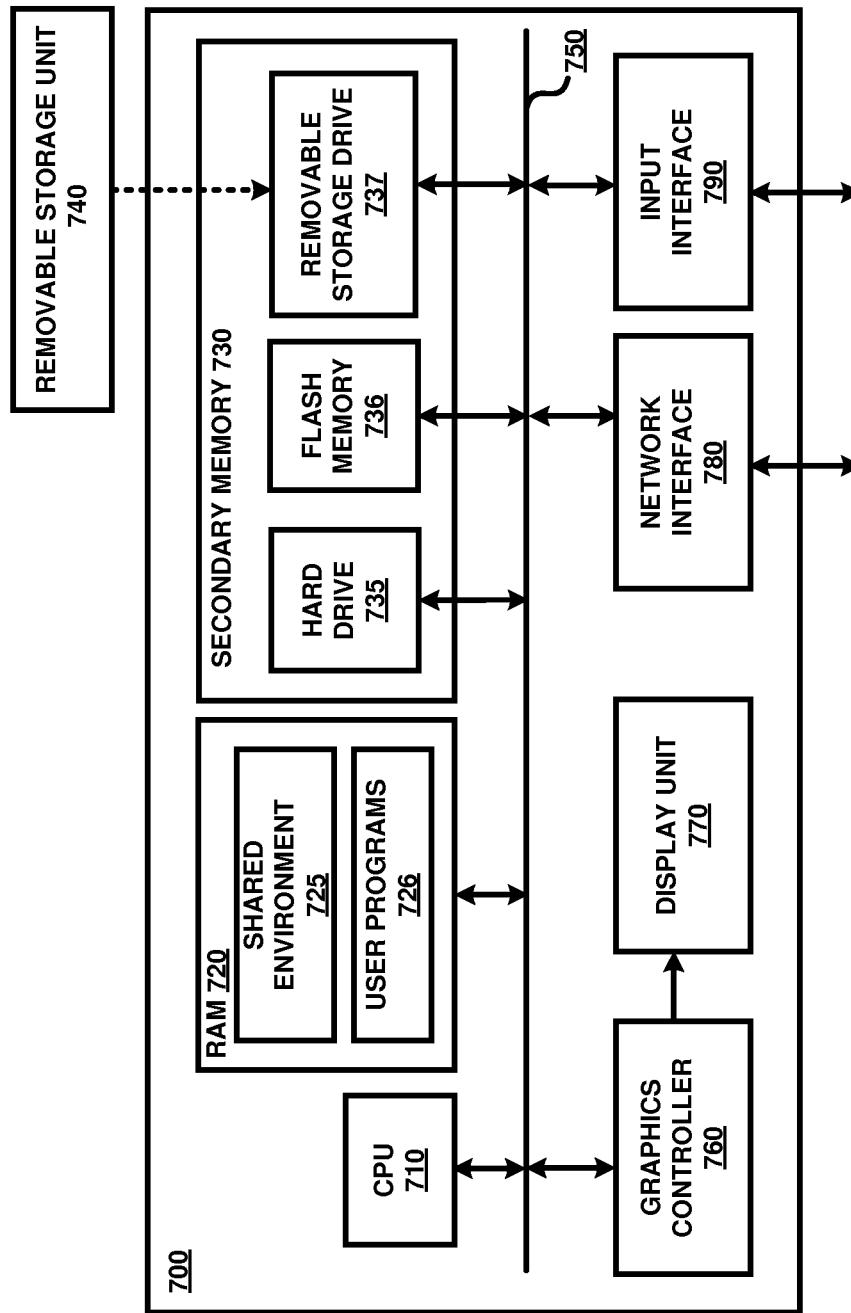 700
CPU
710
RAM 720
SHARED
ENVIRONMENT
725
USER PROGRAMS
726
SECONDARY MEMORY 730
HARD
DRIVE
735
FLASH
MEMORY
736
REMOVABLE
STORAGE DRIVE
737
REMOVABLE STORAGE UNIT
740
750
GRAPHICS
CONTROLLER
760
DISPLAY UNIT
770
NETWORK
INTERFACE
780
INPUT
INTERFACE
790